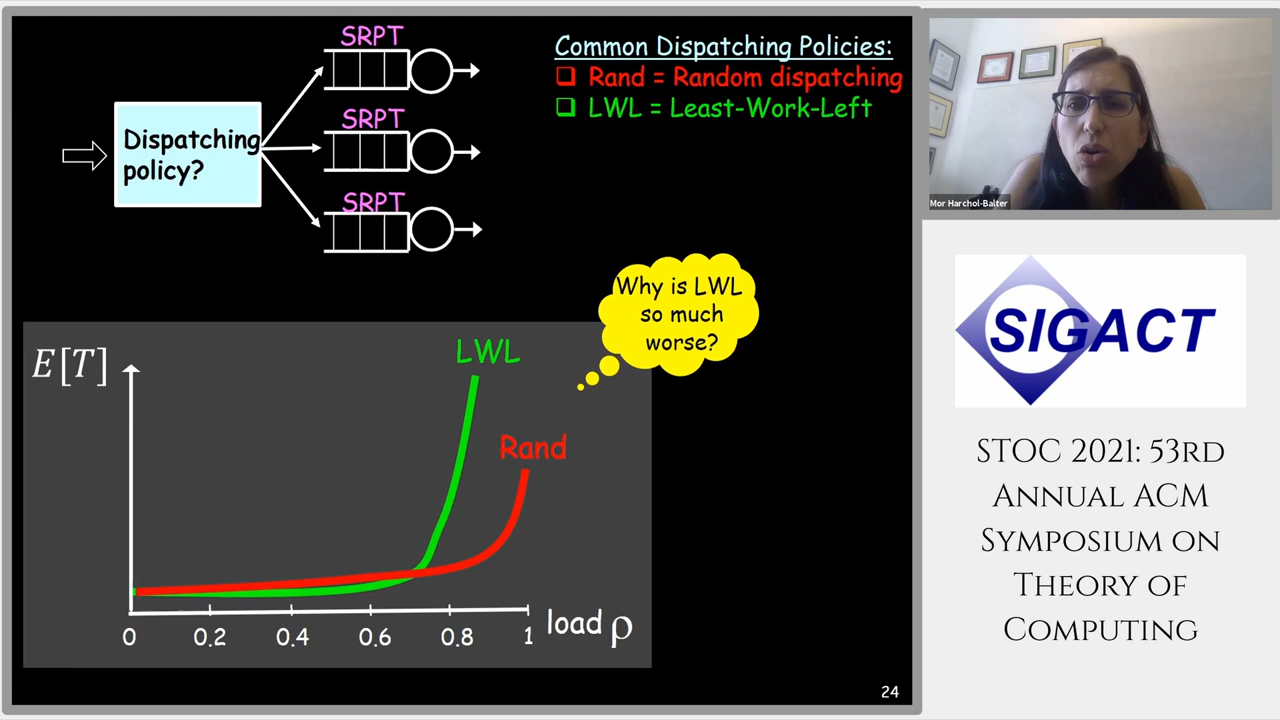 SRPT
SRPT
SRPT
Dispatching
policy?
Common Dispatching Policies:
Rand = Random dispatching
LWL = Least-Work-Left
Why is LWL
so much
worse?
E[T]
LWL
Rand
0 0.2 0.4 0.6 0.8 1 load ρ
24
Mor Harchol-Balter
SIGACT
STOC 2021: 53rd
Annual ACM
Symposium on
Theory of
Computing